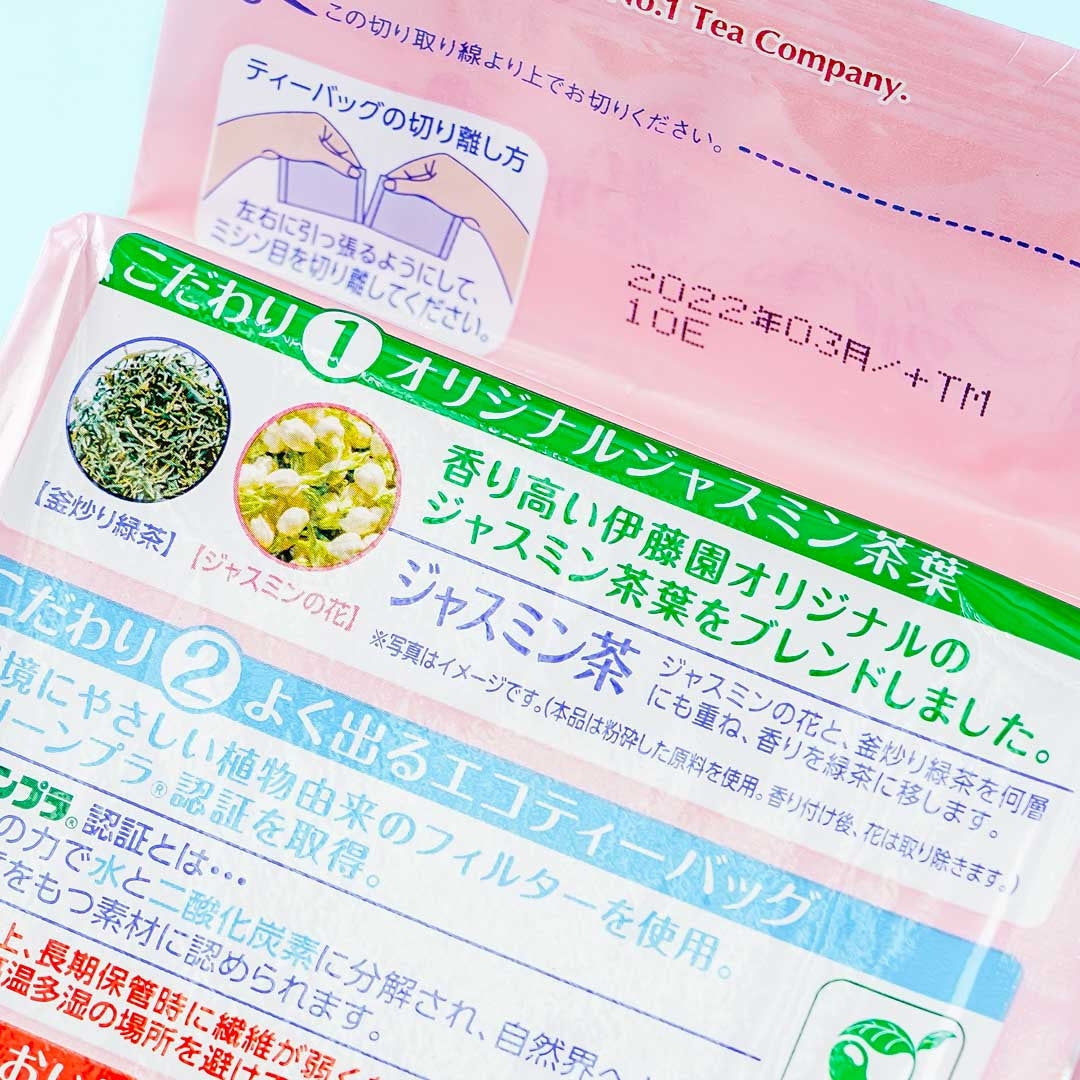 No.1 Tea Company.
この切り取り線より上でお切りください。
ティーバッグの切り離し方
左右に引っ張るようにして、
ミシン目を切り離してください。
2022年03月/+TM
10E
こだわり 1 オリジナルジャスミン茶葉
香り高い伊藤園オリジナルの
ジャスミン茶葉をブレンドしました。
【釜炒り緑茶】
【ジャスミンの花】
ジャスミン茶
ジャスミンの花と、釜炒り緑茶を何層
にも重ね、香りを緑茶に移します。
※写真はイメージです。(本品は粉砕した原料を使用。香り付け後、花は取り除きます。)
こだわり 2 よく出るエコティーバッグ
境にやさしい植物由来のフィルターを使用。
リーンプラ®認証を取得。
ンプラ® 認証とは…
の力で水と二酸化炭素に分解され、自然界へ
をもつ素材に認められます。
上、長期保管時に繊維が弱く
温多湿の場所を避けて
おい